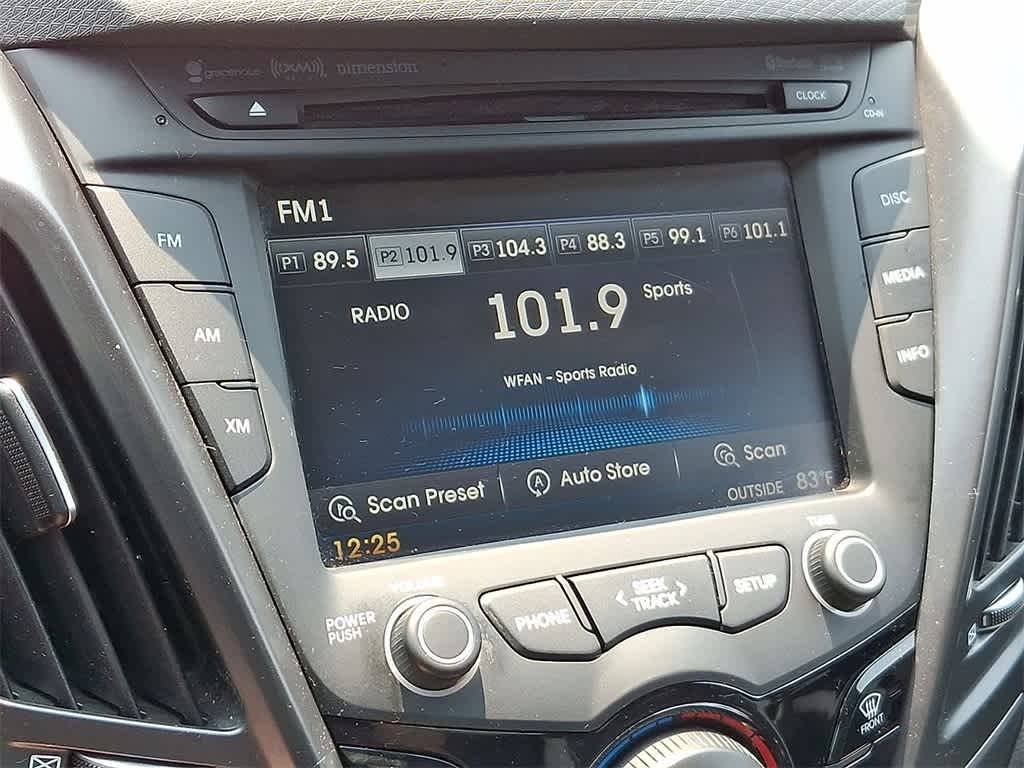 gracenote XM DIMENSION
CLOCK
CD-IN
FM
AM
XM
DISC
MEDIA
INFO
FM1
P1 89.5 P2 101.9 P3 104.3 P4 88.3 P5 99.1 P6 101.1
RADIO 101.9 Sports
WFAN - Sports Radio
Scan Preset A Auto Store Scan
12:25 OUTSIDE 83°F
VOLUME
POWER
PUSH
PHONE
< SEEK >
TRACK
SETUP
TUNE
FRONT